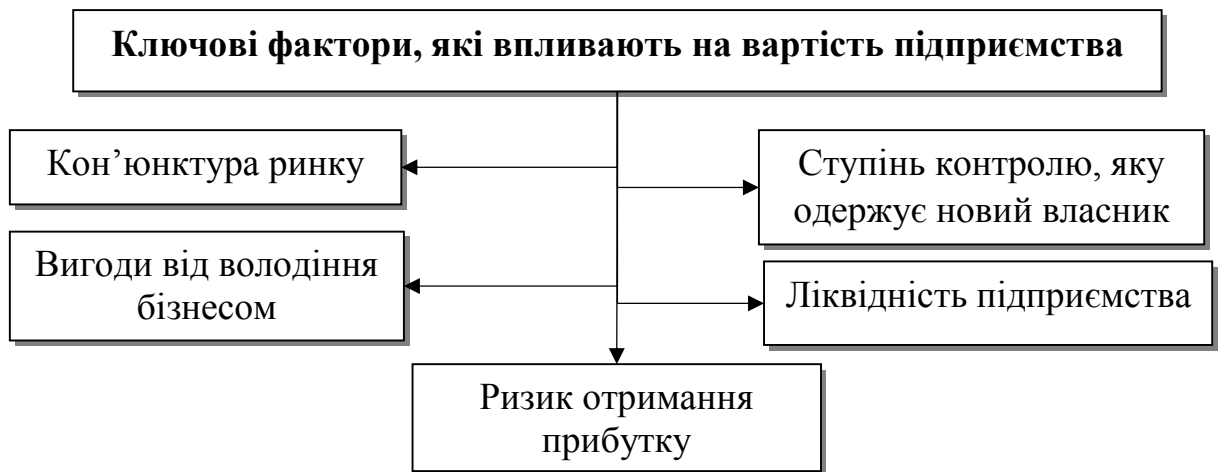 Ключові фактори, які впливають на вартість підприємства
Кон’юнктура ринку
Ступінь контролю, яку
одержує новий власник
Вигоди від володіння
бізнесом
Ліквідність підприємства
Ризик отримання
прибутку